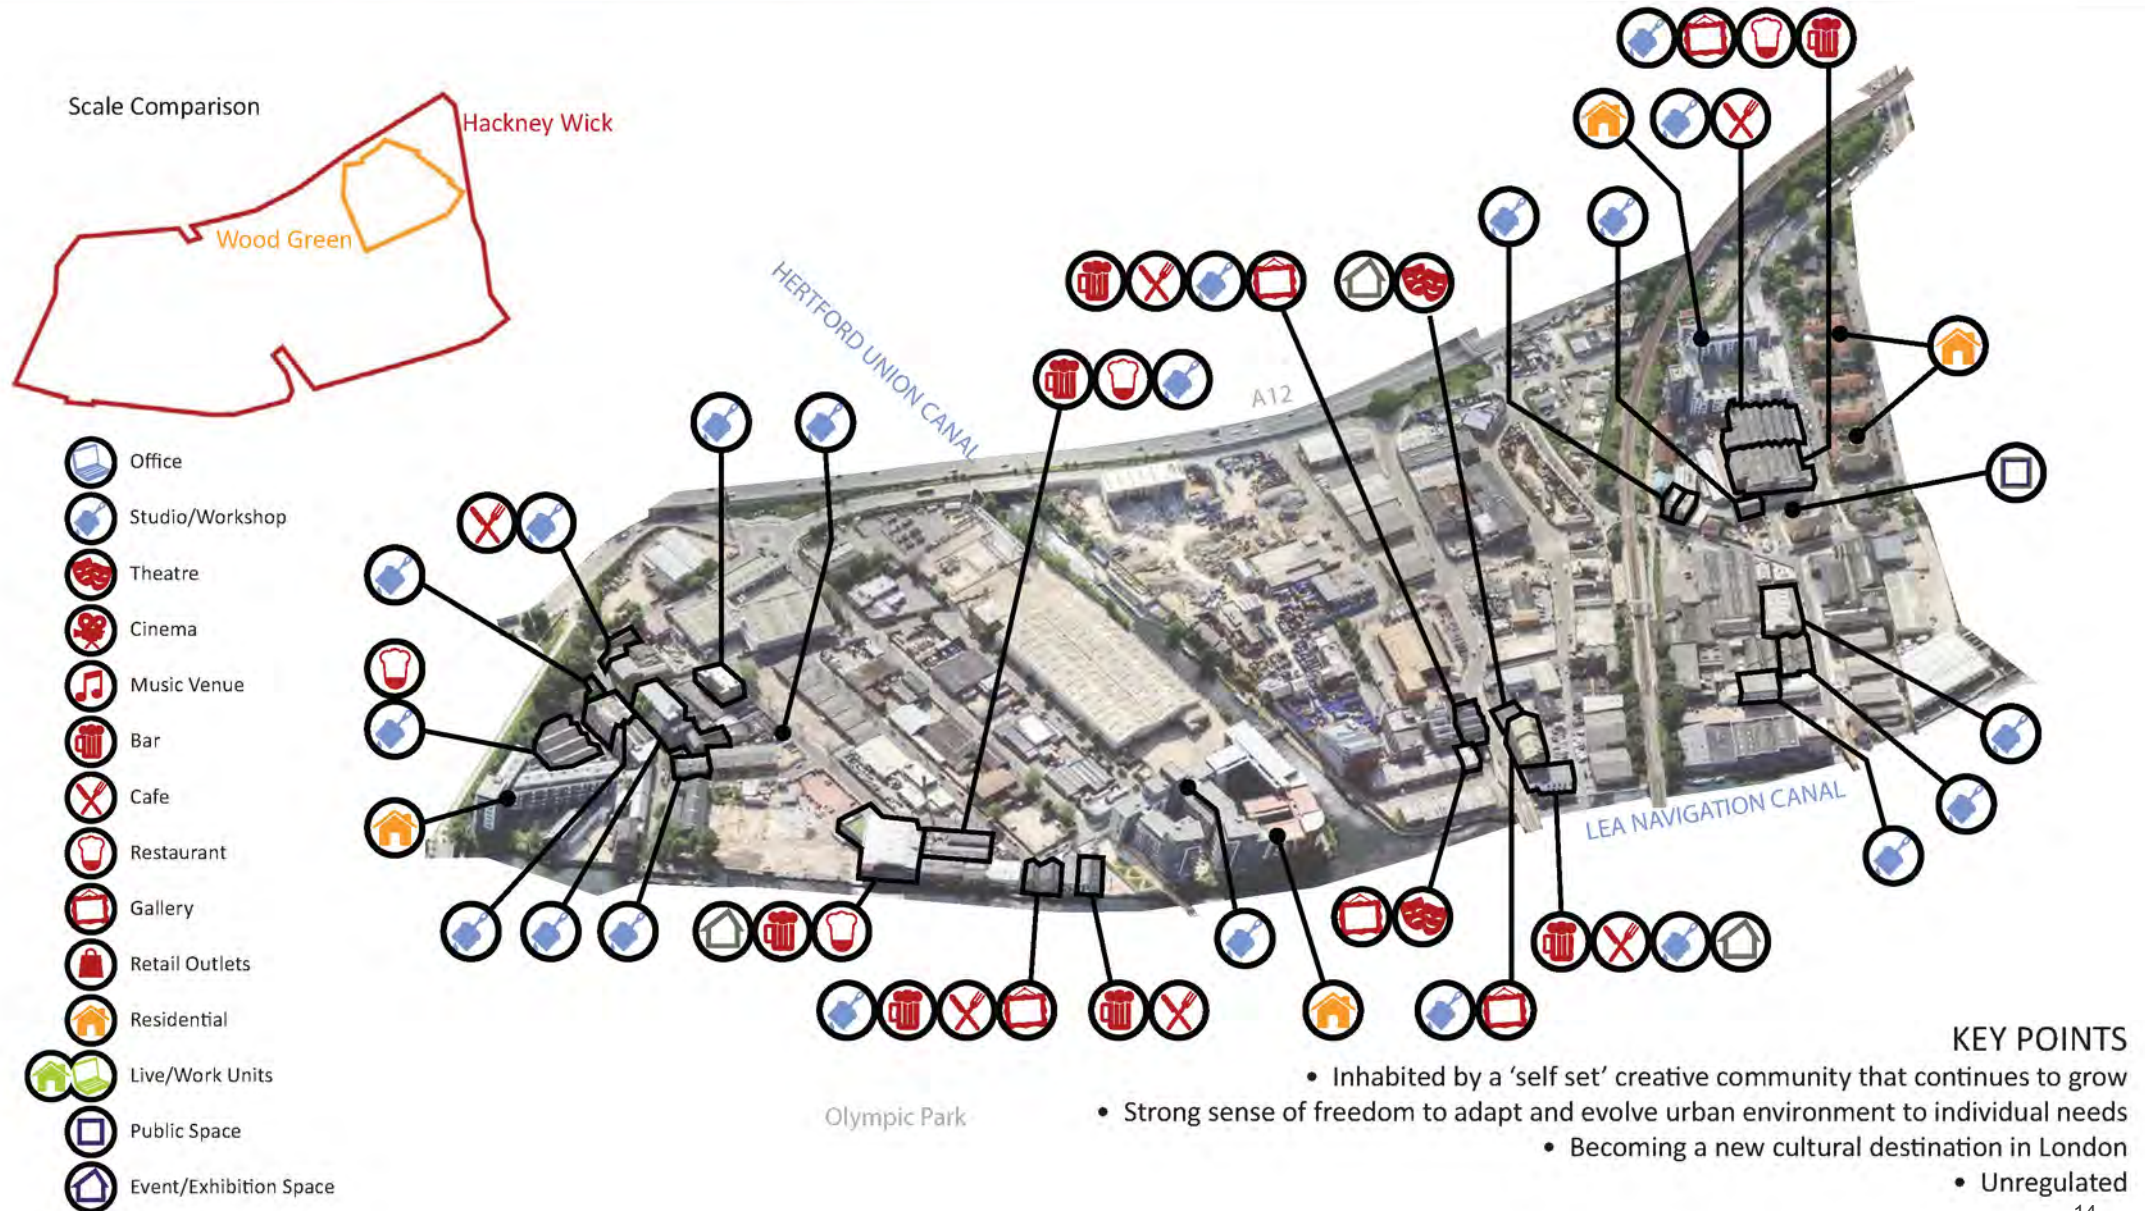 Scale Comparison
Hackney Wick
Wood Green
HERTFORD UNION CANAL
A12
LEA NAVIGATION CANAL
Olympic Park
Office
Studio/Workshop
Theatre
Cinema
Music Venue
Bar
Cafe
Restaurant
Gallery
Retail Outlets
Residential
Live/Work Units
Public Space
Event/Exhibition Space
KEY POINTS
• Inhabited by a ‘self set’ creative community that continues to grow
• Strong sense of freedom to adapt and evolve urban environment to individual needs
• Becoming a new cultural destination in London
• Unregulated